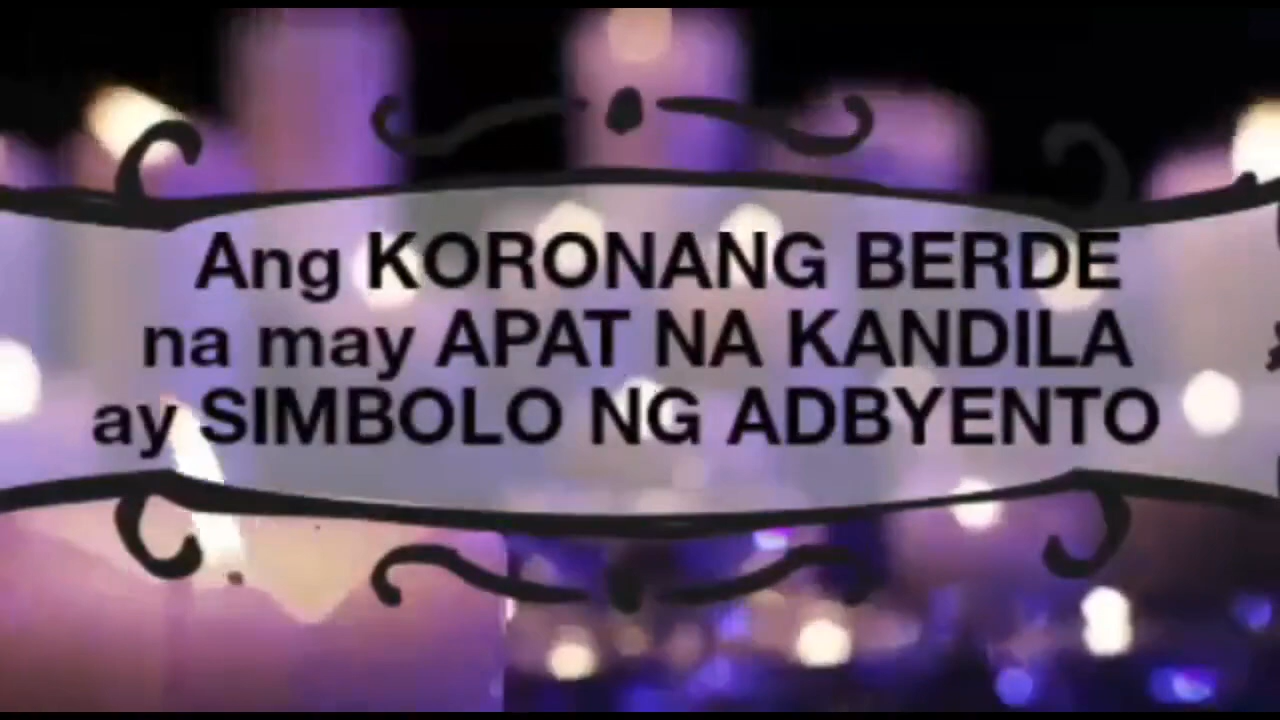 Ang KORONANG BERDE
na may APAT NA KANDILA
ay SIMBOLO NG ADBYENTO